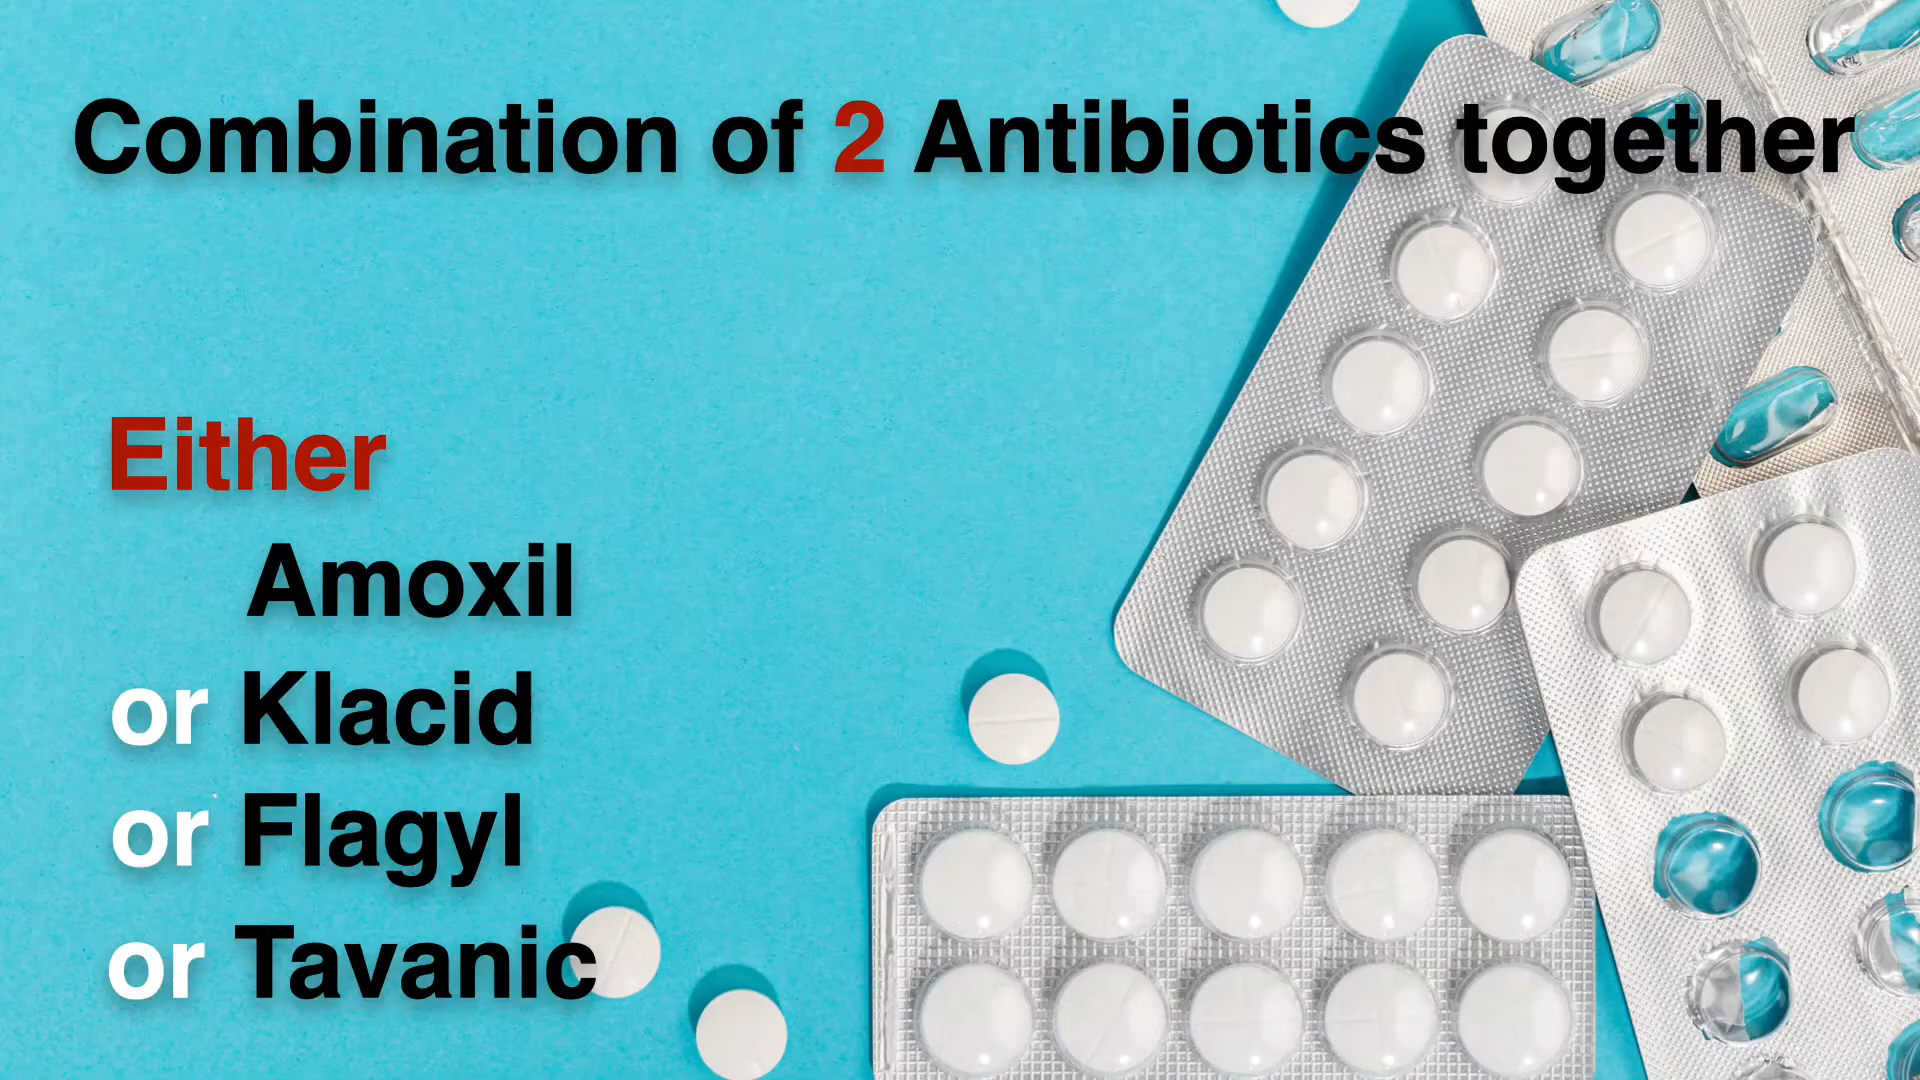 Combination of 2 Antibiotics together
Either
Amoxil
or Klacid
or Flagyl
or Tavanic